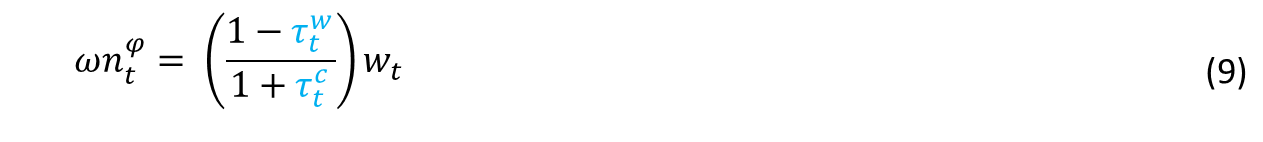 ωn_t^φ = ((1 − τ_t^w)/(1 + τ_t^c)) w_t (9)